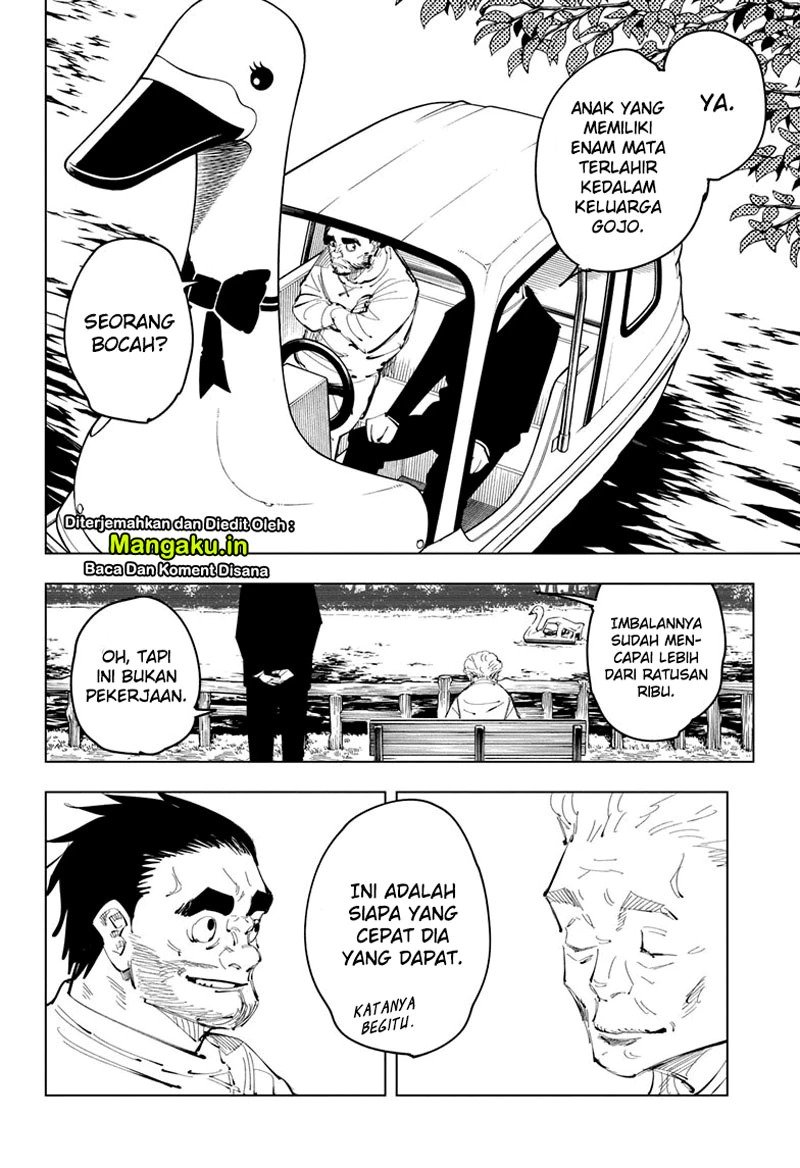 YA.
ANAK YANG
MEMILIKI
ENAM MATA
TERLAHIR
KEDALAM
KELUARGA
GOJO.
SEORANG
BOCAH?
Diterjemahkan dan Diedit Oleh :
Mangaku.in
Baca Dan Koment Disana
IMBALANNYA
SUDAH MEN-
CAPAI LEBIH
DARI RATUSAN
RIBU.
OH, TAPI
INI BUKAN
PEKERJAAN.
INI ADALAH
SIAPA YANG
CEPAT DIA
YANG DAPAT.
KATANYA
BEGITU.